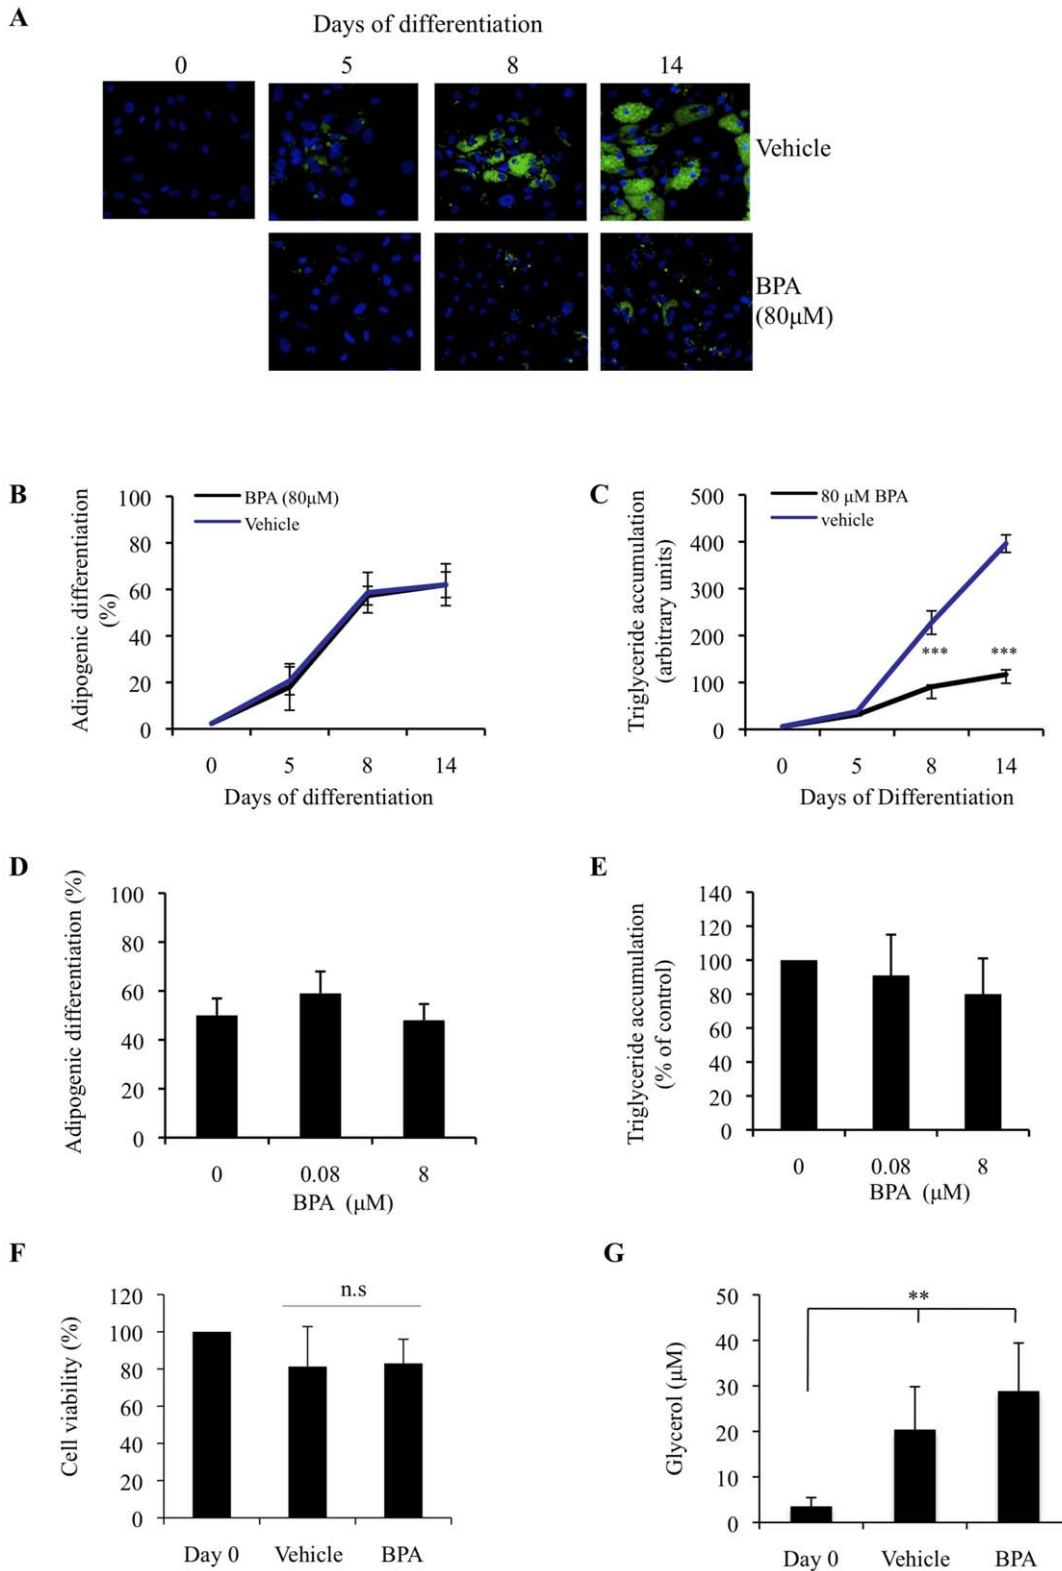 A
Days of differentiation
0 5 8 14
Vehicle
BPA
(80µM)
B
Adipogenic differentiation
(%)
100
80
60
40
20
0
BPA (80µM)
Vehicle
0 5 8 14
Days of differentiation
C
Triglyceride accumulation
(arbitrary units)
500
400
300
200
100
0
80 µM BPA
vehicle
*** ***
0 5 8 14
Days of Differentiation
D
Adipogenic differentiation (%)
100
80
60
40
20
0
0 0.08 8
BPA (µM)
E
Triglyceride accumulation
(% of control)
140
120
100
80
60
40
20
0
0 0.08 8
BPA (µM)
F
Cell viability (%)
120
100
80
60
40
20
0
n.s
Day 0 Vehicle BPA
G
Glycerol (µM)
50
40
30
20
10
0
**
Day 0 Vehicle BPA